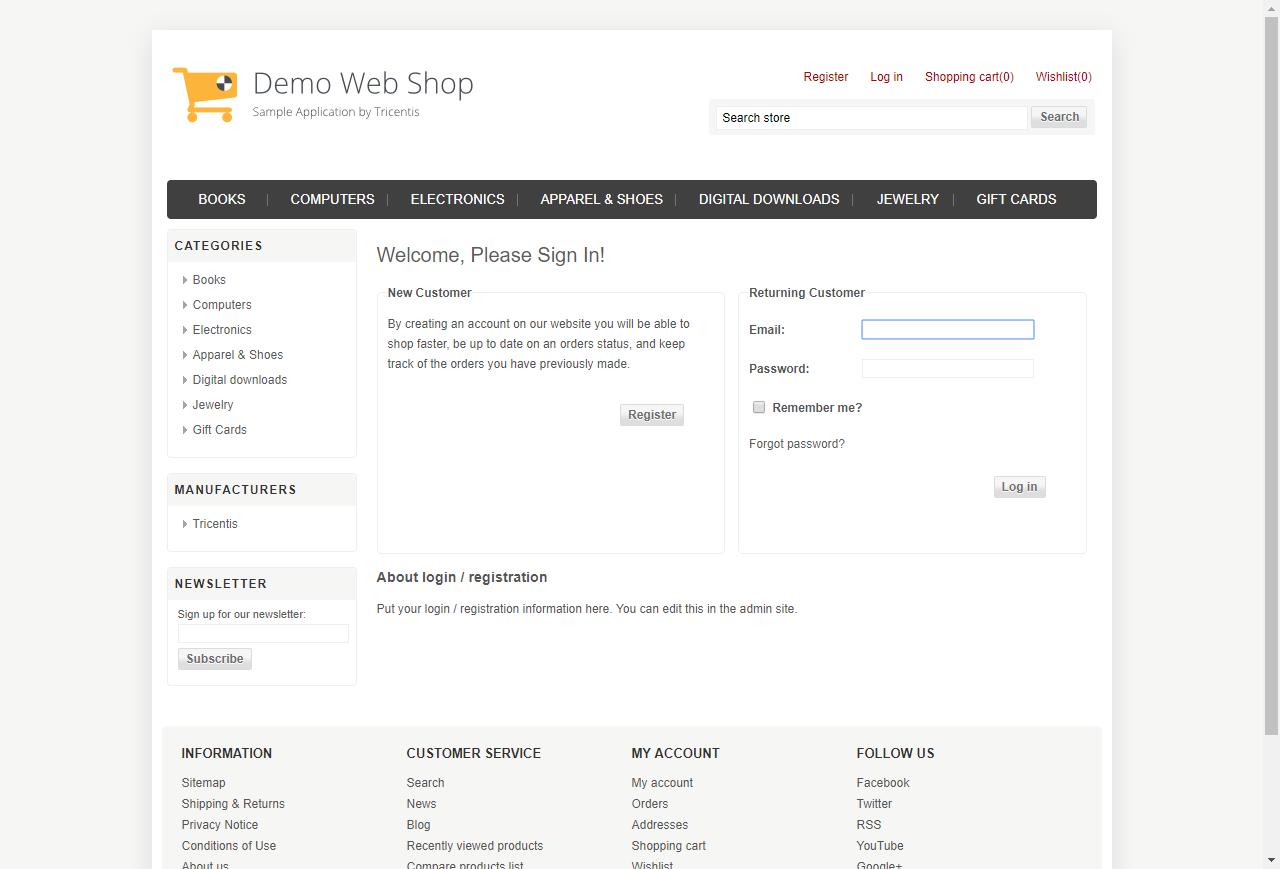 Demo Web Shop
Sample Application by Tricentis
Register Log in Shopping cart(0) Wishlist(0)
Search store Search
BOOKS COMPUTERS ELECTRONICS APPAREL & SHOES DIGITAL DOWNLOADS JEWELRY GIFT CARDS
CATEGORIES
Books
Computers
Electronics
Apparel & Shoes
Digital downloads
Jewelry
Gift Cards
MANUFACTURERS
Tricentis
NEWSLETTER
Sign up for our newsletter:
Subscribe
Welcome, Please Sign In!
New Customer
By creating an account on our website you will be able to
shop faster, be up to date on an orders status, and keep
track of the orders you have previously made.
Register
Returning Customer
Email:
Password:
Remember me?
Forgot password?
Log in
About login / registration
Put your login / registration information here. You can edit this in the admin site.
INFORMATION
Sitemap
Shipping & Returns
Privacy Notice
Conditions of Use
About us
CUSTOMER SERVICE
Search
News
Blog
Recently viewed products
Compare products list
MY ACCOUNT
My account
Orders
Addresses
Shopping cart
Wishlist
FOLLOW US
Facebook
Twitter
RSS
YouTube
Google+